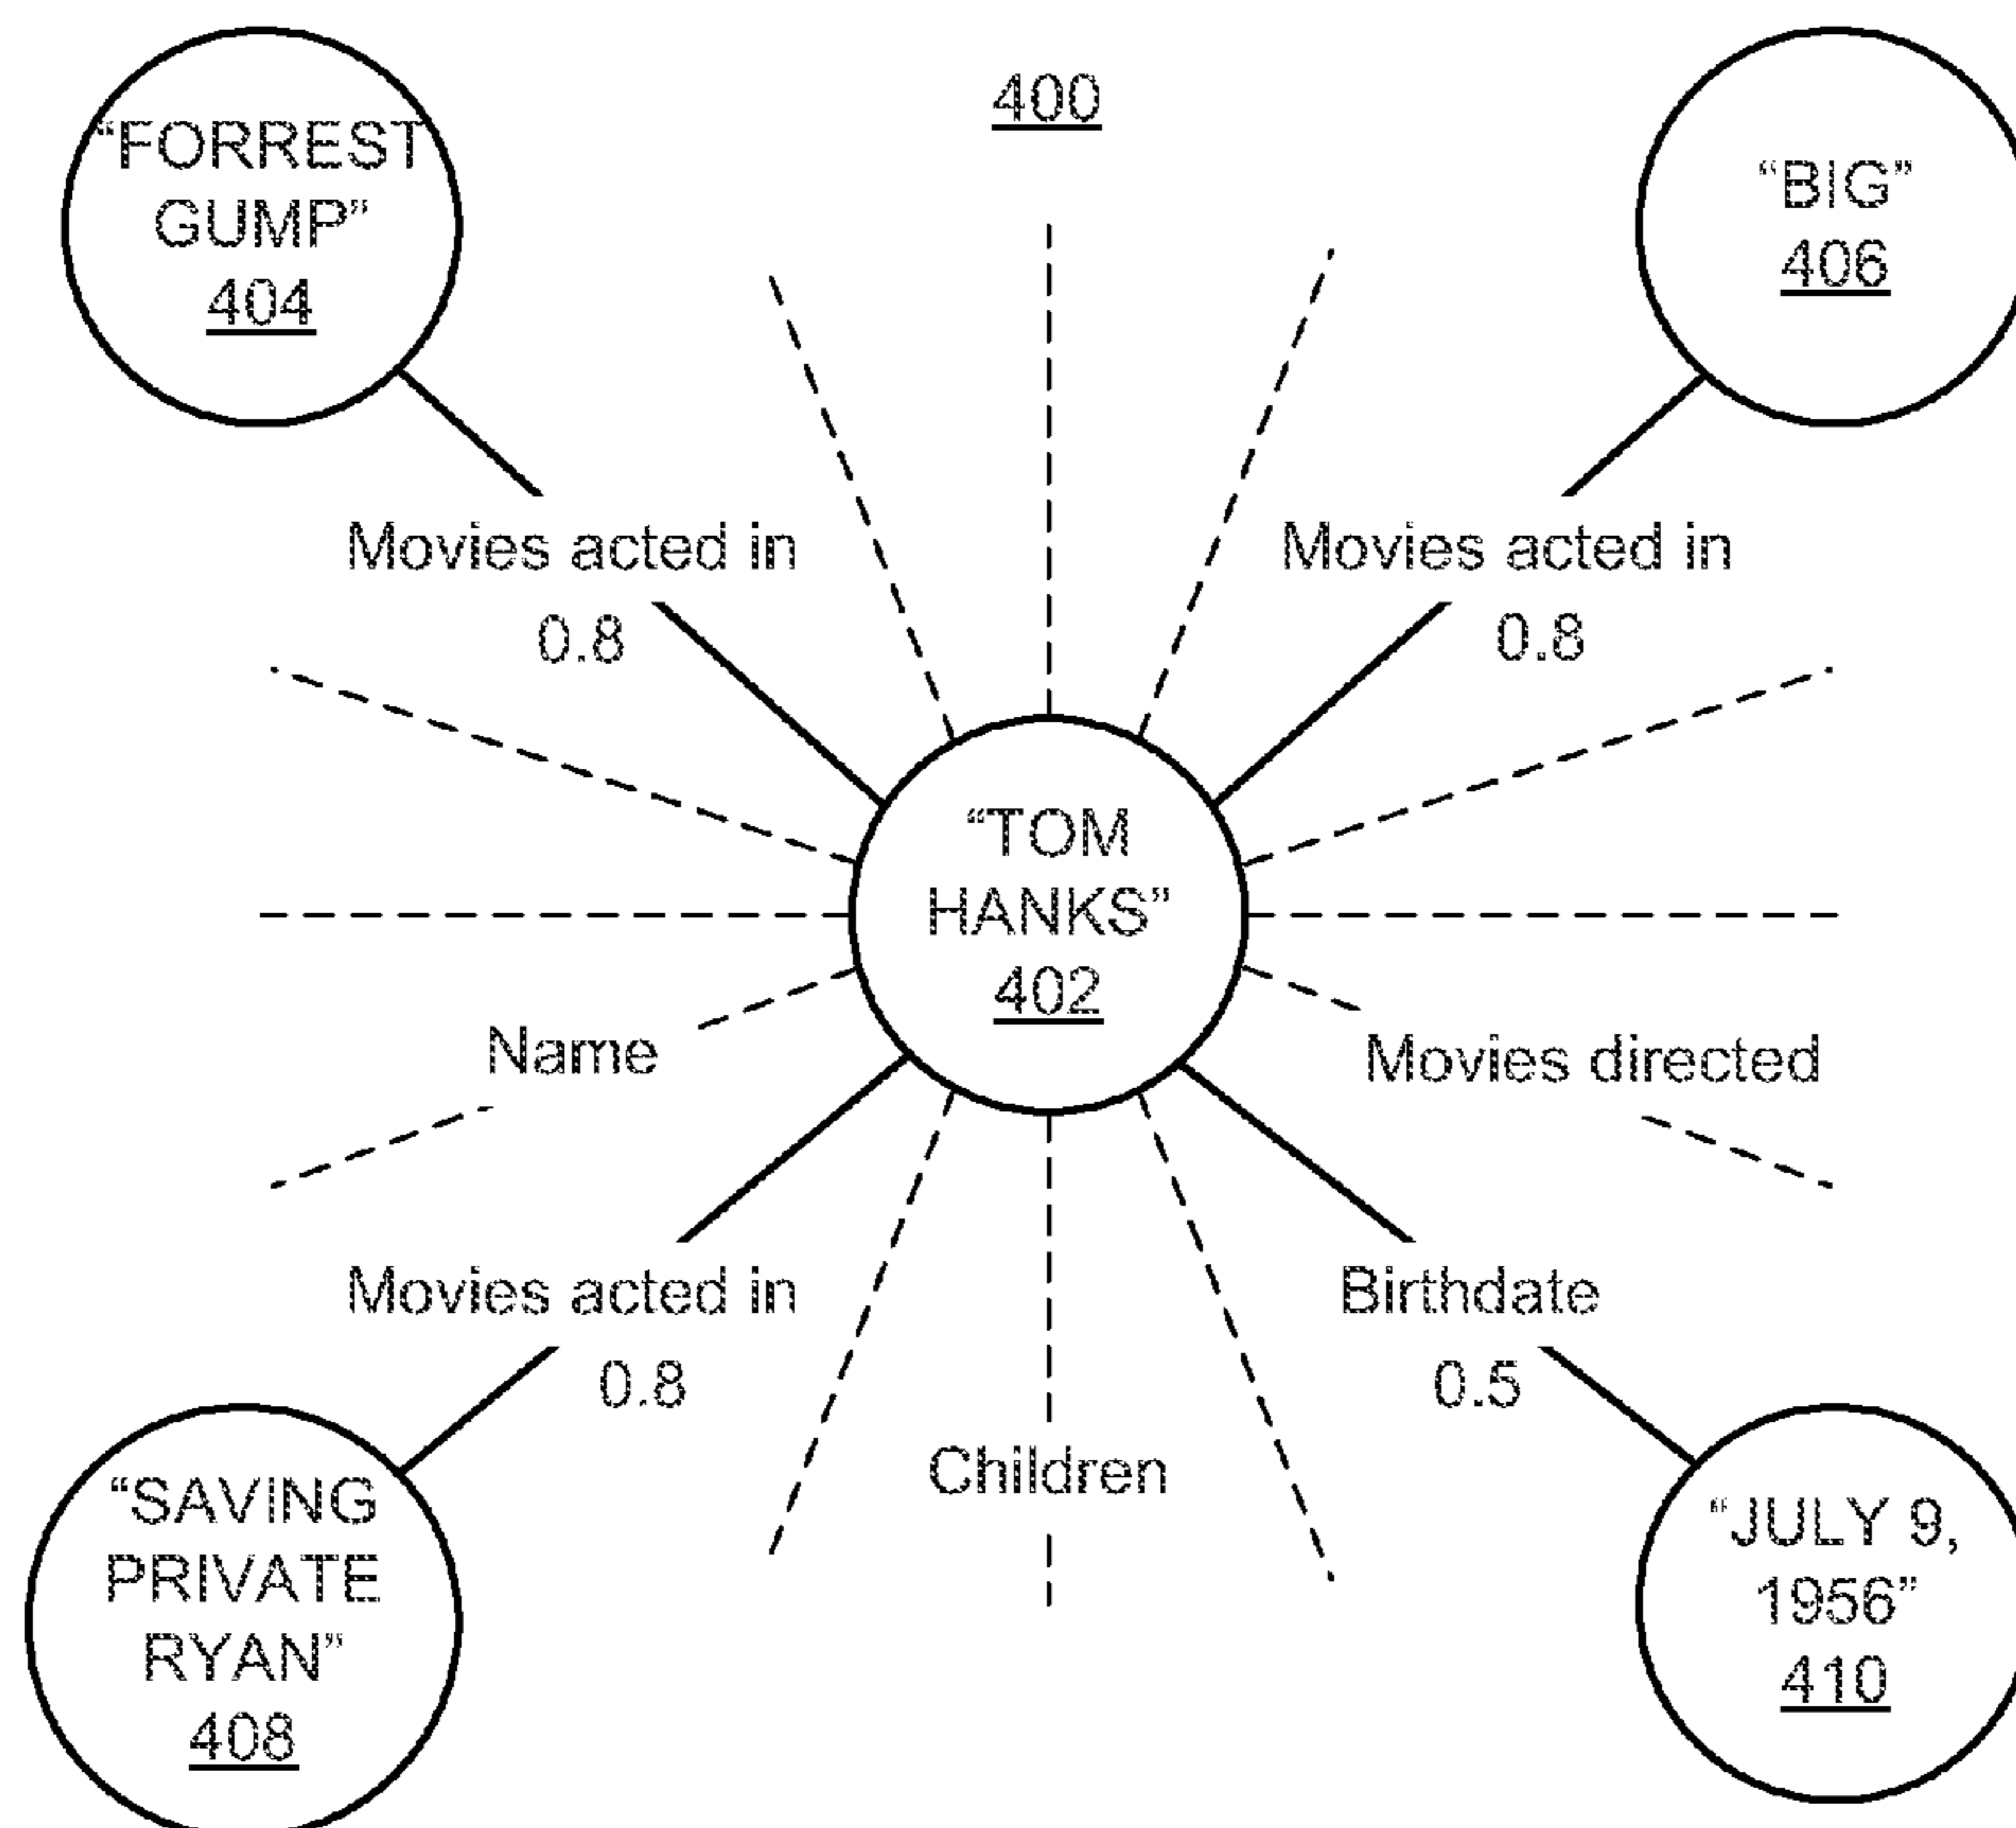 400
“FORREST
GUMP”
404
“BIG”
406
Movies acted in
0.8
Movies acted in
0.8
“TOM
HANKS”
402
Name
Movies directed
Movies acted in
0.8
Birthdate
0.5
Children
“SAVING
PRIVATE
RYAN”
408
“JULY 9,
1956”
410